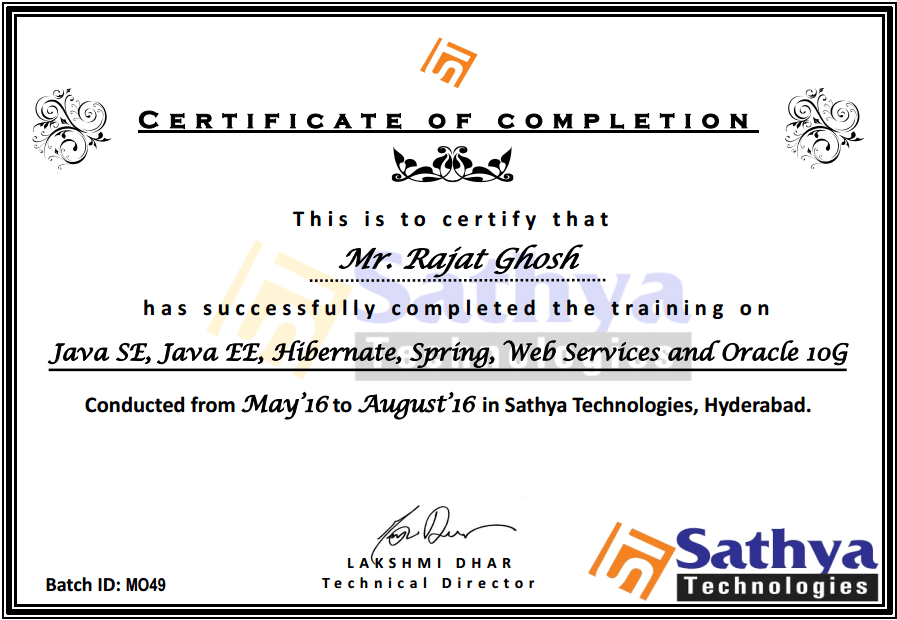 CERTIFICATE OF COMPLETION
This is to certify that
Mr. Rajat Ghosh
has successfully completed the training on
Java SE, Java EE, Hibernate, Spring, Web Services and Oracle 10G
Conducted from May'16 to August'16 in Sathya Technologies, Hyderabad.
Sathya
Technologies
LAKSHMI DHAR
Technical Director
Batch ID: MO49
Sathya
Technologies